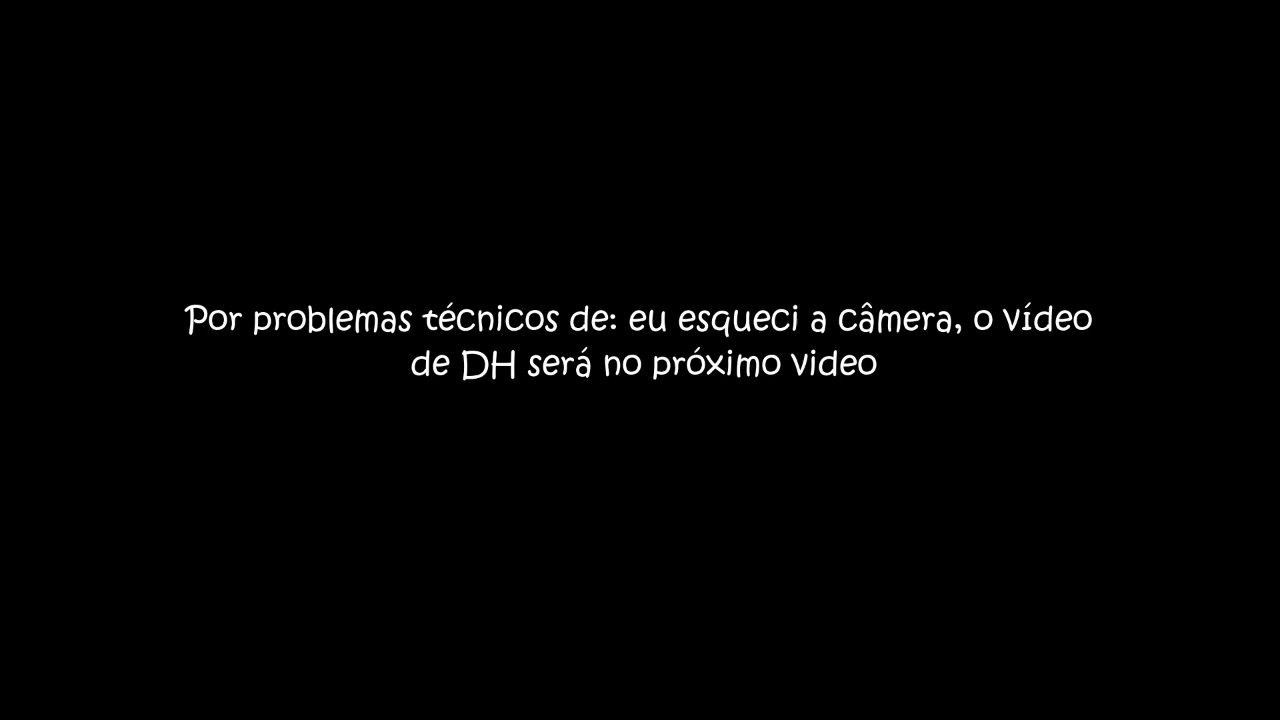 Por problemas técnicos de: eu esqueci a câmera, o vídeo
de DH será no próximo video